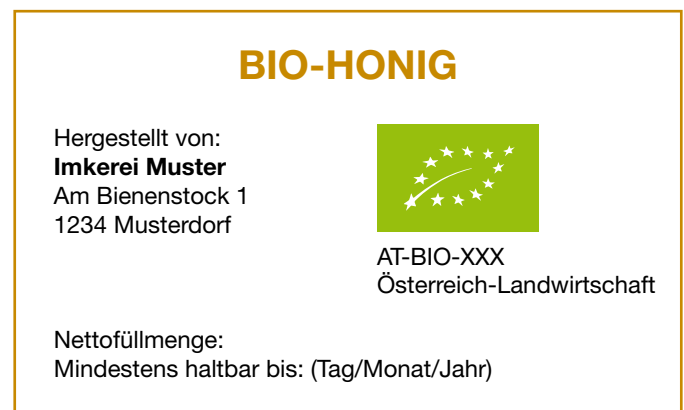 BIO-HONIG
Hergestellt von:
Imkerei Muster
Am Bienenstock 1
1234 Musterdorf
AT-BIO-XXX
Österreich-Landwirtschaft
Nettofüllmenge:
Mindestens haltbar bis: (Tag/Monat/Jahr)